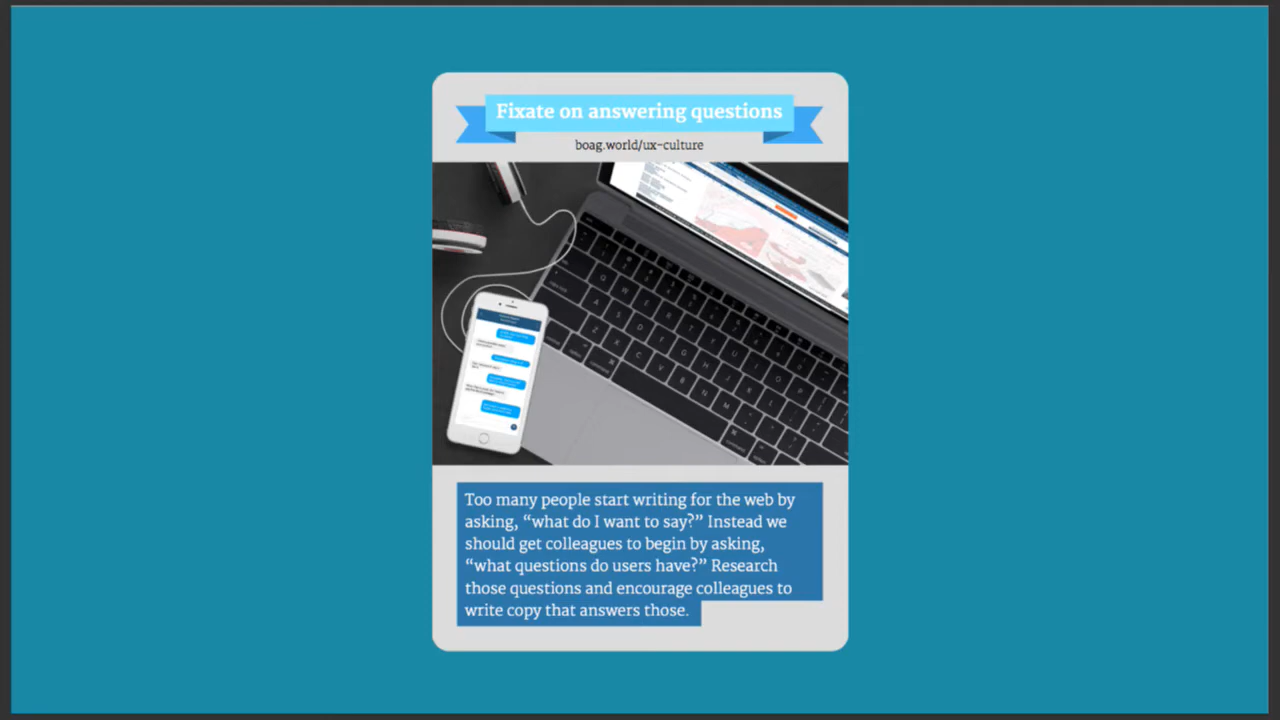 Fixate on answering questions
boag.world/ux-culture
Too many people start writing for the web by
asking, “what do I want to say?” Instead we
should get colleagues to begin by asking,
“what questions do users have?” Research
those questions and encourage colleagues to
write copy that answers those.